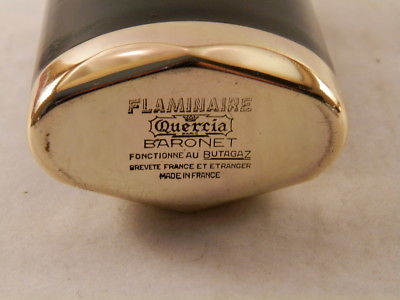 FLAMINAIRE
Quercia
BARONET
FONCTIONNE AU BUTAGAZ
BREVETE FRANCE ET ETRANGER
MADE IN FRANCE